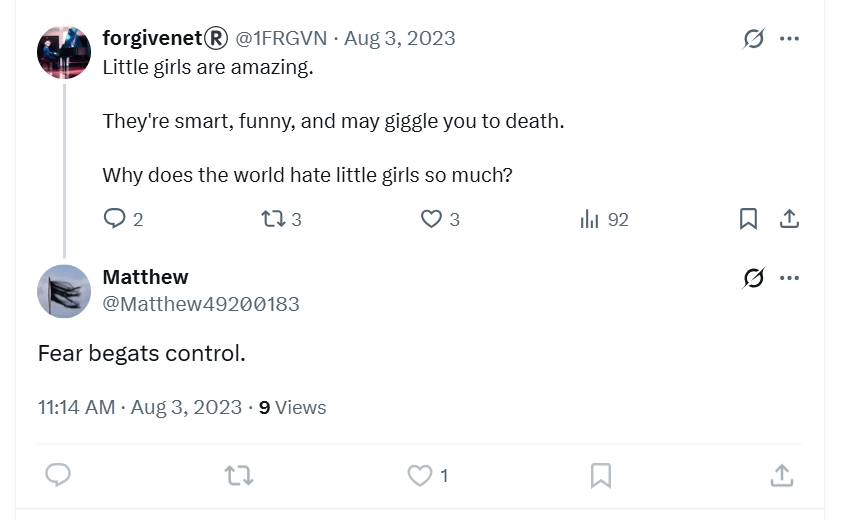 forgivenet® @1FRGVN · Aug 3, 2023
Little girls are amazing.
They're smart, funny, and may giggle you to death.
Why does the world hate little girls so much?
2 3 3 92
Matthew
@Matthew49200183
Fear begats control.
11:14 AM · Aug 3, 2023 · 9 Views
1